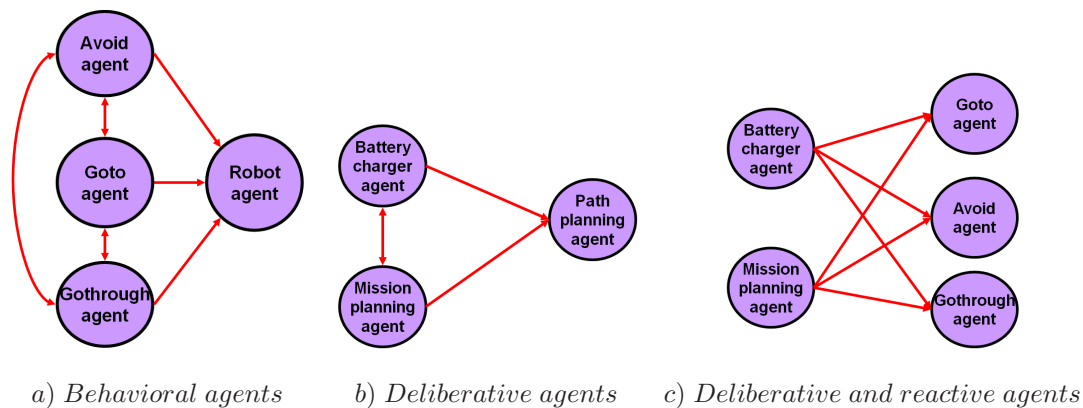 Avoid
agent
Goto
agent
Robot
agent
Gothrough
agent
a) Behavioral agents
Battery
charger
agent
Path
planning
agent
Mission
planning
agent
b) Deliberative agents
Battery
charger
agent
Goto
agent
Avoid
agent
Mission
planning
agent
Gothrough
agent
c) Deliberative and reactive agents